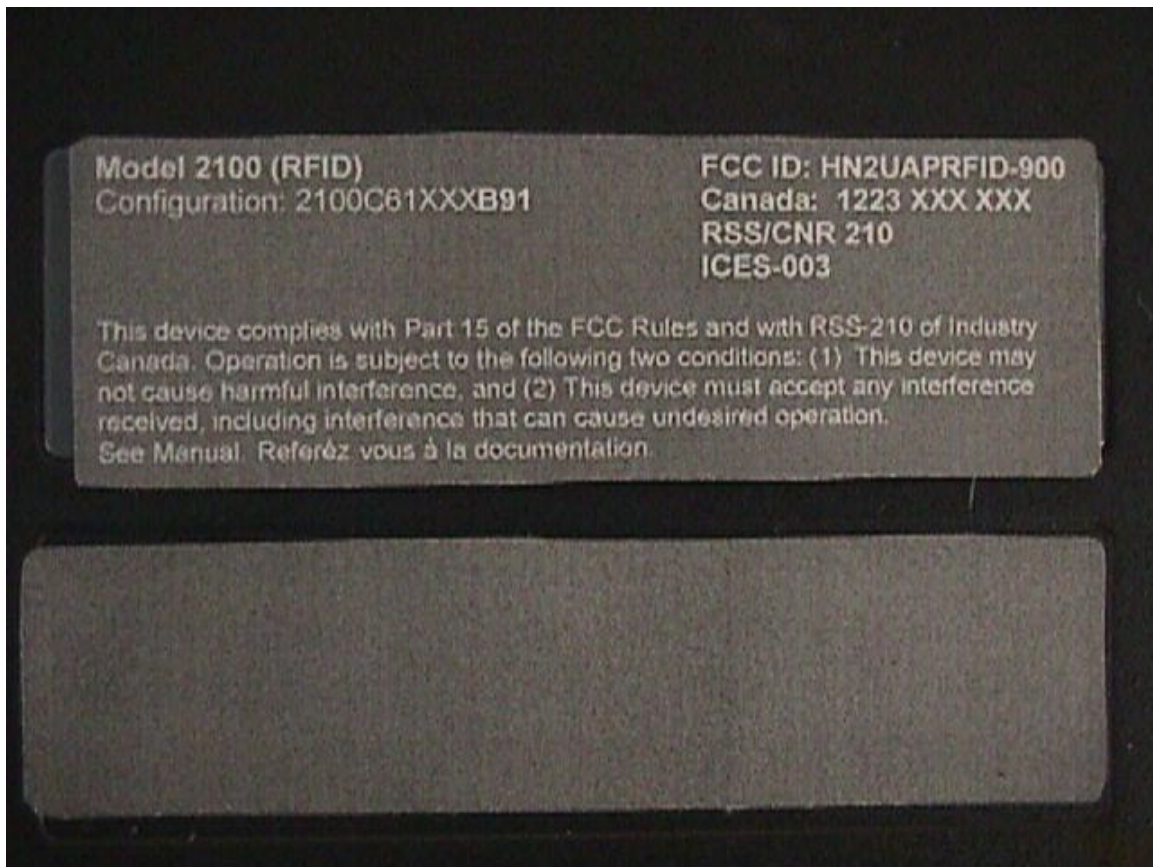 Model 2100 (RFID)
Configuration: 2100C61XXXB91
FCC ID: HN2UAPRFID-900
Canada: 1223 XXX XXX
RSS/CNR 210
ICES-003
This device complies with Part 15 of the FCC Rules and with RSS-210 of Industry
Canada. Operation is subject to the following two conditions: (1) This device may
not cause harmful interference, and (2) This device must accept any interference
received, including interference that can cause undesired operation.
See Manual. Referéz vous à la documentation.